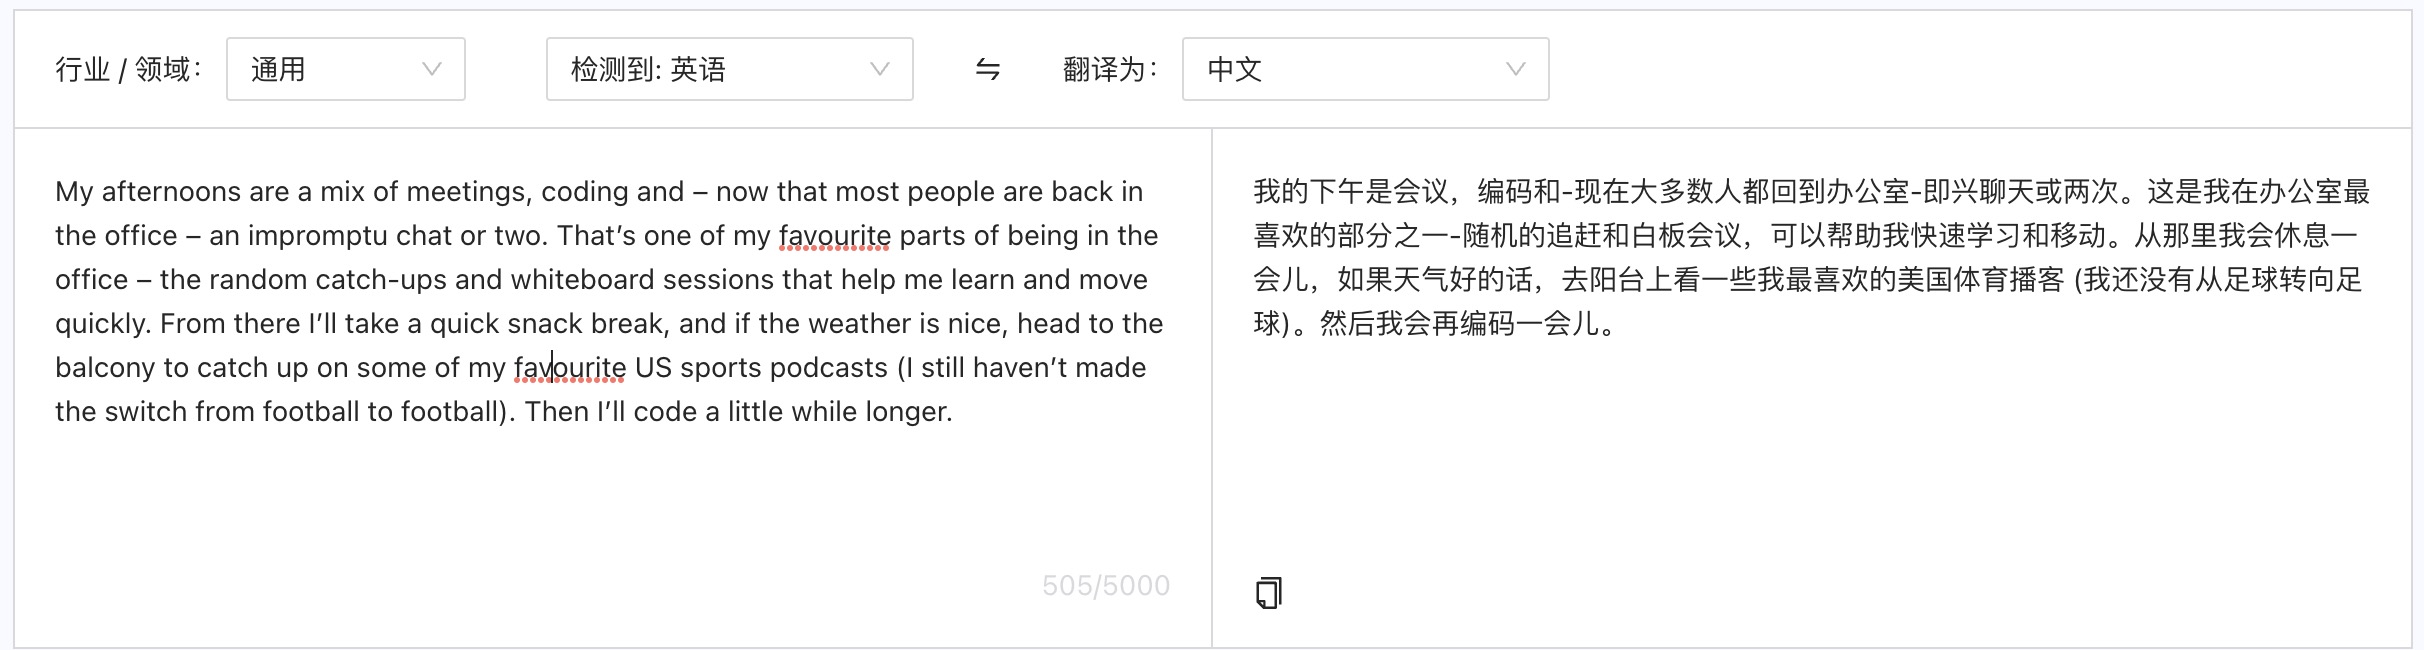 行业 / 领域： 通用 检测到: 英语 ⇋ 翻译为： 中文
My afternoons are a mix of meetings, coding and – now that most people are back in
the office – an impromptu chat or two. That’s one of my favourite parts of being in the
office – the random catch-ups and whiteboard sessions that help me learn and move
quickly. From there I’ll take a quick snack break, and if the weather is nice, head to the
balcony to catch up on some of my favourite US sports podcasts (I still haven’t made
the switch from football to football). Then I’ll code a little while longer.
505/5000
我的下午是会议，编码和-现在大多数人都回到办公室-即兴聊天或两次。这是我在办公室最
喜欢的部分之一-随机的追赶和白板会议，可以帮助我快速学习和移动。从那里我会休息一
会儿，如果天气好的话，去阳台上看一些我最喜欢的美国体育播客 (我还没有从足球转向足
球)。然后我会再编码一会儿。